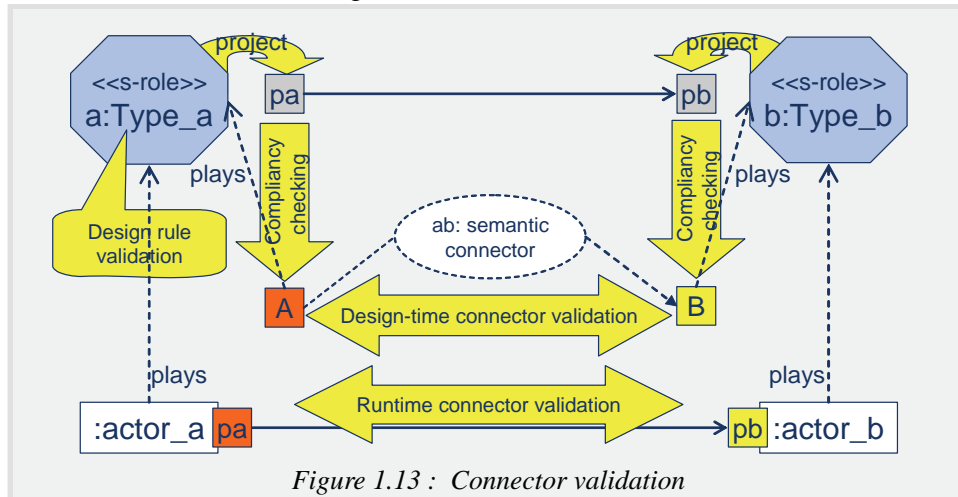 project
project
<<s-role>>
a:Type_a
pa
pb
<<s-role>>
b:Type_b
plays
Compliancy
checking
Compliancy
checking
plays
Design rule
validation
ab: semantic
connector
A
Design-time connector validation
B
plays
plays
Runtime connector validation
:actor_a
pa
pb
:actor_b
Figure 1.13 : Connector validation